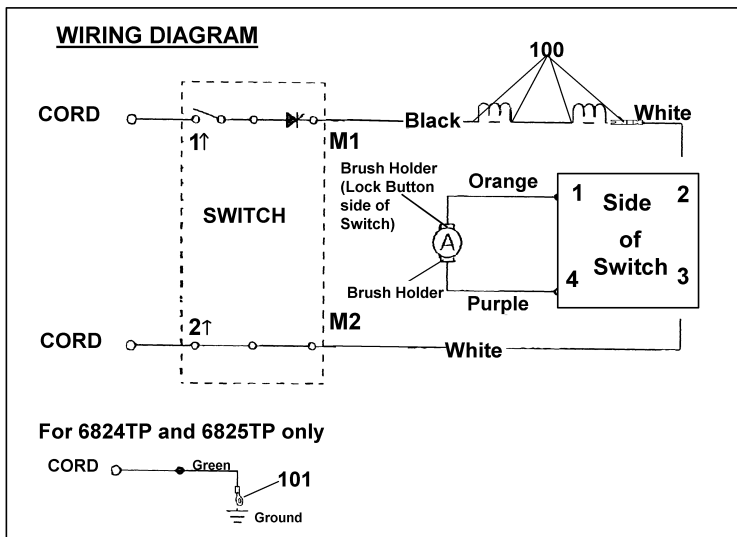 WIRING DIAGRAM
100
CORD
1↑
M1
Black
White
Brush Holder
(Lock Button
side of
Switch)
Orange
1
Side
2
SWITCH
A
of
4
Switch
3
Brush Holder
Purple
CORD
2↑
M2
White
For 6824TP and 6825TP only
CORD
Green
101
Ground